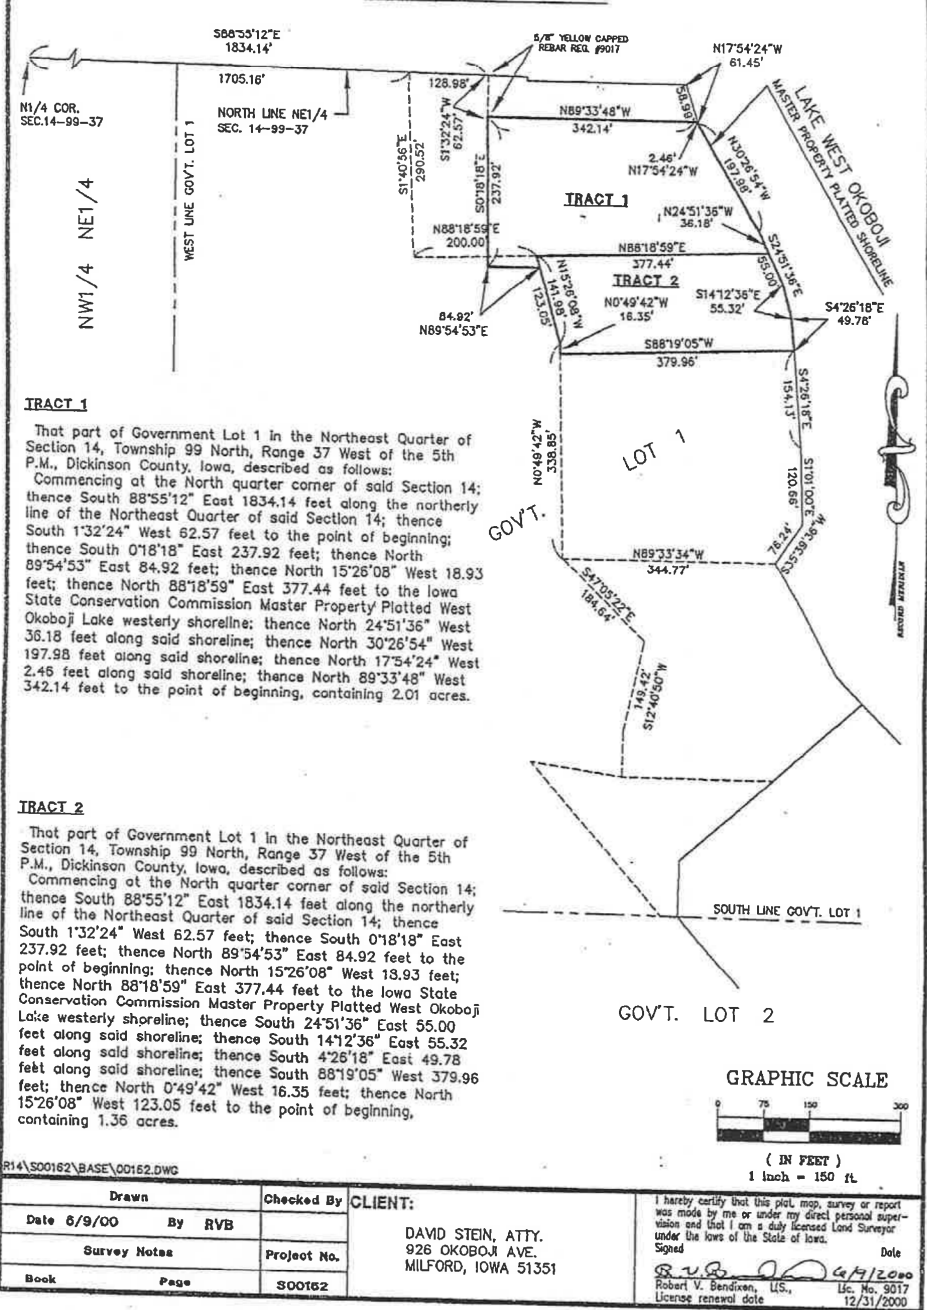 S88°55'12"E
1834.14'
1705.16'
N1/4 COR.
SEC.14-99-37
NORTH LINE NE1/4
SEC. 14-99-37
NW1/4 NE1/4
WEST LINE GOV'T. LOT 1
5/8" YELLOW CAPPED
REBAR REG. #9017
128.98'
S1°32'24"W
62.57'
S1°40'56"E
290.52'
S0°18'18"E
237.92'
N17°54'24"W
61.45'
58.99'
N89°33'48"W
342.14'
2.46'
N17°54'24"W
N30°26'54"W
197.98'
LAKE WEST OKOBOJI
MASTER PROPERTY PLATTED SHORELINE
TRACT 1
N24°51'36"W
36.18'
N88°18'59"E
200.00'
N88°18'59"E
377.44'
TRACT 2
S24°51'36"E
55.00'
N15°26'08"W
141.98'
123.05'
N0°49'42"W
16.35'
S14°12'36"E
55.32'
S4°26'18"E
49.78'
84.92'
N89°54'53"E
S88°19'05"W
379.96'
S4°26'18"E
154.13'
N0°49'42"W
338.85'
GOV'T. LOT 1
S1°01'00"E
120.66'
76.24'
S35°39'36"W
N89°33'34"W
344.77'
S47°05'22"E
184.64'
149.42'
S12°40'50"W
RECORD MERIDIAN
SOUTH LINE GOV'T. LOT 1
GOV'T. LOT 2
TRACT 1
That part of Government Lot 1 in the Northeast Quarter of
Section 14, Township 99 North, Range 37 West of the 5th
P.M., Dickinson County, Iowa, described as follows:
Commencing at the North quarter corner of said Section 14;
thence South 88°55'12" East 1834.14 feet along the northerly
line of the Northeast Quarter of said Section 14; thence
South 1°32'24" West 62.57 feet to the point of beginning;
thence South 0°18'18" East 237.92 feet; thence North
89°54'53" East 84.92 feet; thence North 15°26'08" West 18.93
feet; thence North 88°18'59" East 377.44 feet to the Iowa
State Conservation Commission Master Property Platted West
Okoboji Lake westerly shoreline; thence North 24°51'36" West
36.18 feet along said shoreline; thence North 30°26'54" West
197.98 feet along said shoreline; thence North 17°54'24" West
2.46 feet along said shoreline; thence North 89°33'48" West
342.14 feet to the point of beginning, containing 2.01 acres.
TRACT 2
That part of Government Lot 1 in the Northeast Quarter of
Section 14, Township 99 North, Range 37 West of the 5th
P.M., Dickinson County, Iowa, described as follows:
Commencing at the North quarter corner of said Section 14;
thence South 88°55'12" East 1834.14 feet along the northerly
line of the Northeast Quarter of said Section 14; thence
South 1°32'24" West 62.57 feet; thence South 0°18'18" East
237.92 feet; thence North 89°54'53" East 84.92 feet to the
point of beginning; thence North 15°26'08" West 18.93 feet;
thence North 88°18'59" East 377.44 feet to the Iowa State
Conservation Commission Master Property Platted West Okoboji
Lake westerly shoreline; thence South 24°51'36" East 55.00
feet along said shoreline; thence South 14°12'36" East 55.32
feet along said shoreline; thence South 4°26'18" East 49.78
feet along said shoreline; thence South 88°19'05" West 379.96
feet; thence North 0°49'42" West 16.35 feet; thence North
15°26'08" West 123.05 feet to the point of beginning,
containing 1.36 acres.
GRAPHIC SCALE
0 75 150 300
( IN FEET )
1 inch = 150 ft.
R14\S00162\BASE\00162.DWG
Drawn
Date 6/9/00 By RVB
Survey Notes
Book Page
Checked By
Project No.
S00162
CLIENT:
DAVID STEIN, ATTY.
926 OKOBOJI AVE.
MILFORD, IOWA 51351
I hereby certify that this plat, map, survey or report
was made by me or under my direct personal super-
vision and that I am a duly licensed Land Surveyor
under the laws of the State of Iowa.
Signed Date
6/9/2000
Robert V. Bendixen, L.S., Lic. No. 9017
License renewal date 12/31/2000